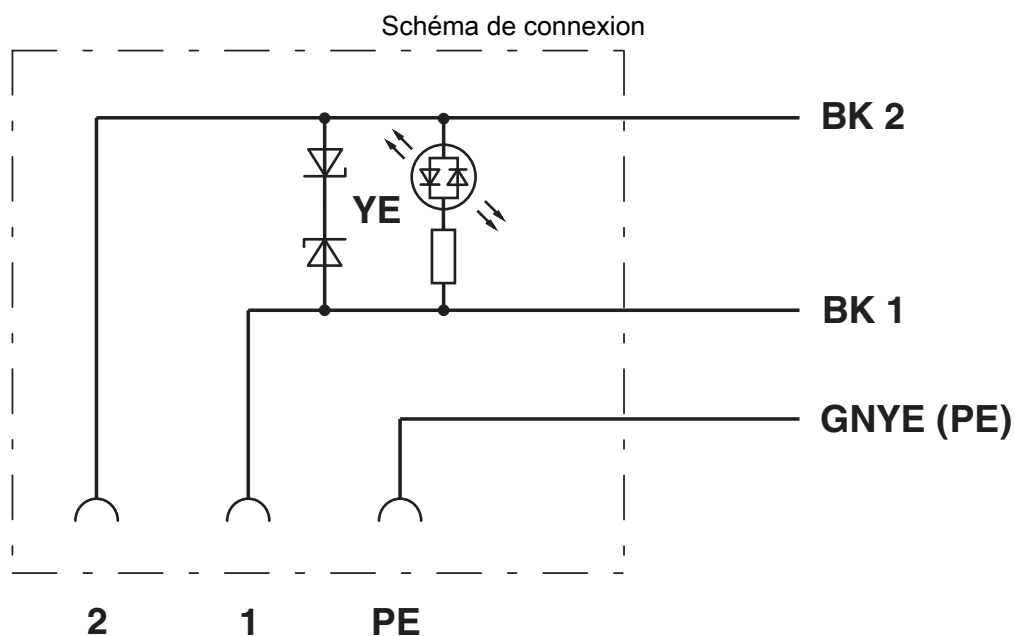 Schéma de connexion
BK 2
YE
BK 1
GNYE (PE)
2 1 PE